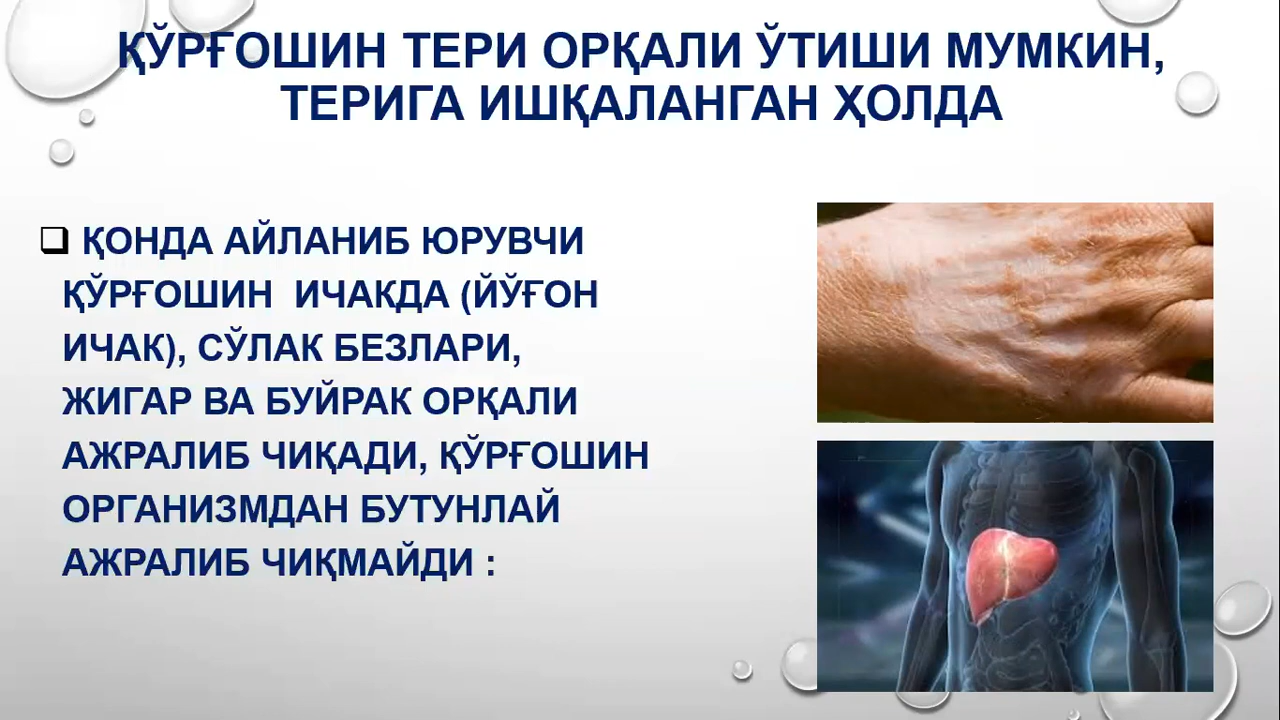 ҚЎРҒОШИН ТЕРИ ОРҚАЛИ ЎТИШИ МУМКИН,
ТЕРИГА ИШҚАЛАНГАН ҲОЛДА
ҚОНДА АЙЛАНИБ ЮРУВЧИ
ҚЎРҒОШИН ИЧАКДА (ЙЎҒОН
ИЧАК), СЎЛАК БЕЗЛАРИ,
ЖИГАР ВА БУЙРАК ОРҚАЛИ
АЖРАЛИБ ЧИҚАДИ, ҚЎРҒОШИН
ОРГАНИЗМДАН БУТУНЛАЙ
АЖРАЛИБ ЧИҚМАЙДИ :